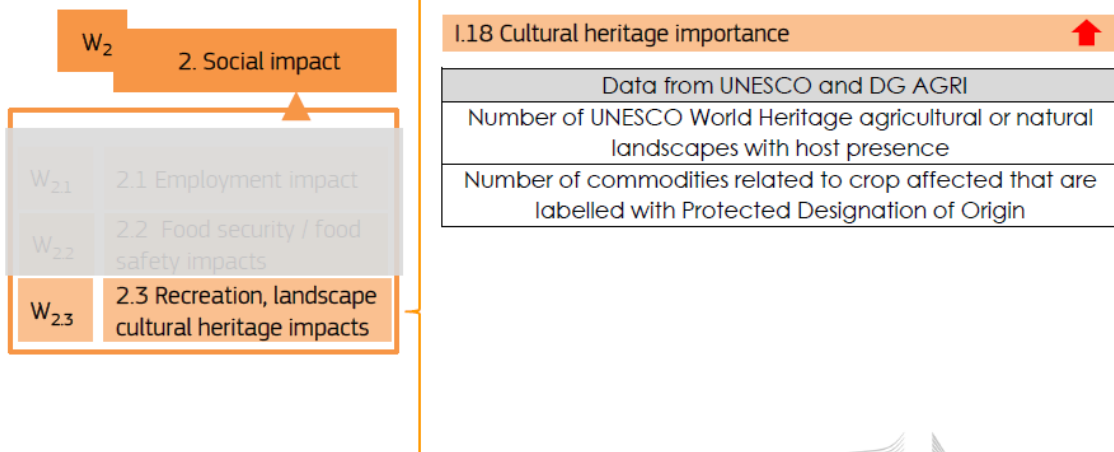 W2
2. Social impact
W2.1
2.1 Employment impact
W2.2
2.2 Food security / food
safety impacts
W2.3
2.3 Recreation, landscape
cultural heritage impacts
I.18 Cultural heritage importance
Data from UNESCO and DG AGRI
Number of UNESCO World Heritage agricultural or natural
landscapes with host presence
Number of commodities related to crop affected that are
labelled with Protected Designation of Origin